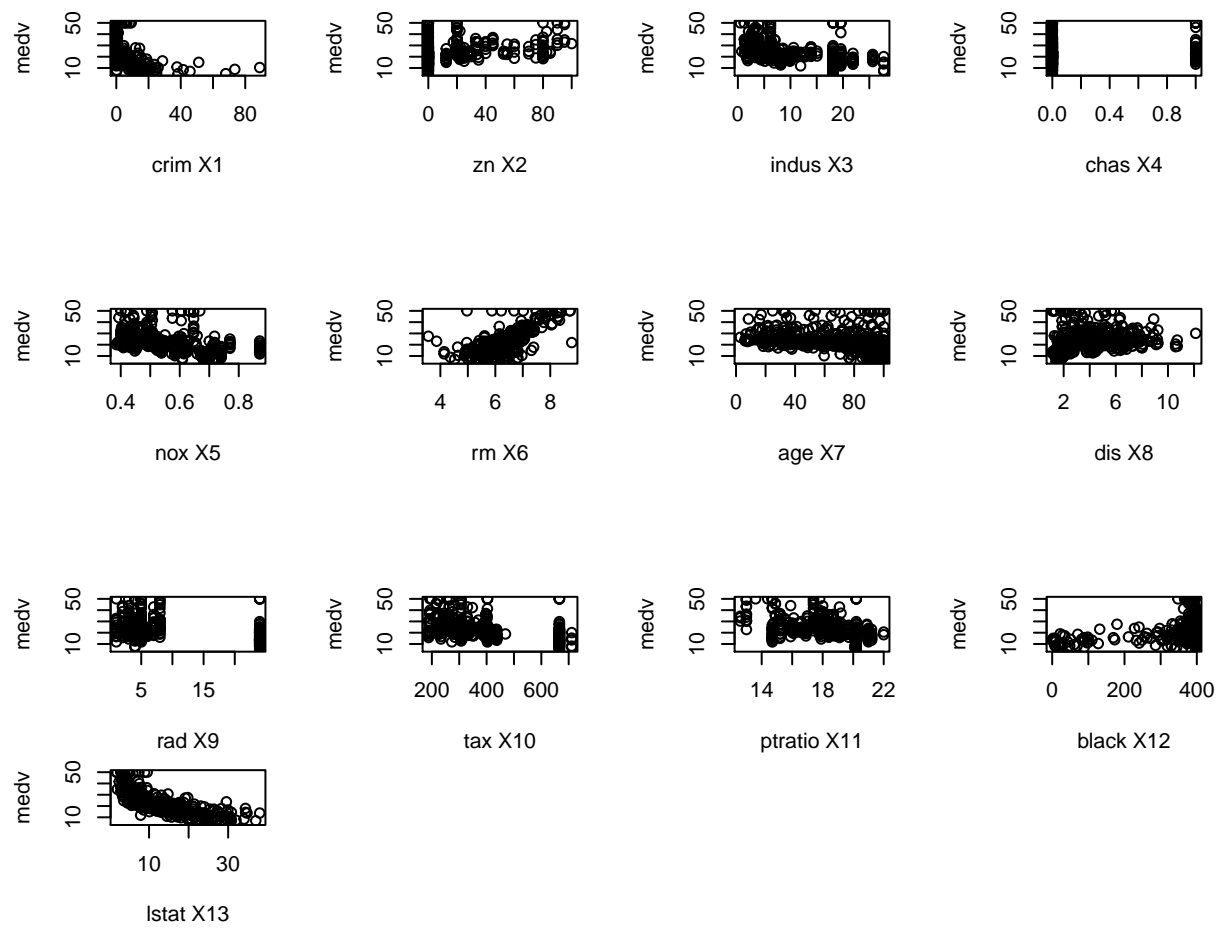 medv
50
10
0 40 80
crim X1
medv
50
10
0 40 80
zn X2
medv
50
10
0 10 20
indus X3
medv
50
10
0.0 0.4 0.8
chas X4
medv
50
10
0.4 0.6 0.8
nox X5
medv
50
10
4 6 8
rm X6
medv
50
10
0 40 80
age X7
medv
50
10
2 6 10
dis X8
medv
50
10
5 15
rad X9
medv
50
10
200 400 600
tax X10
medv
50
10
14 18 22
ptratio X11
medv
50
10
0 200 400
black X12
medv
50
10
10 30
lstat X13